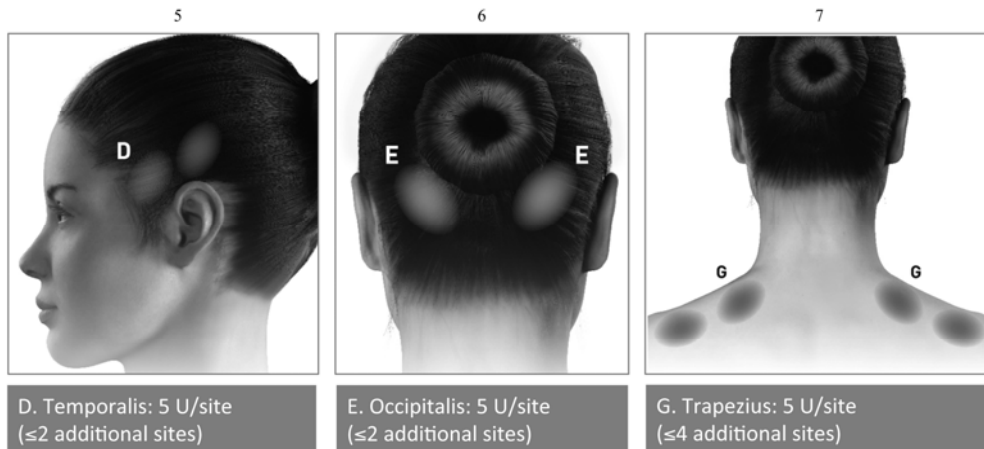 5
6
7
D
E
E
G
G
D. Temporalis: 5 U/site
(≤2 additional sites)
E. Occipitalis: 5 U/site
(≤2 additional sites)
G. Trapezius: 5 U/site
(≤4 additional sites)